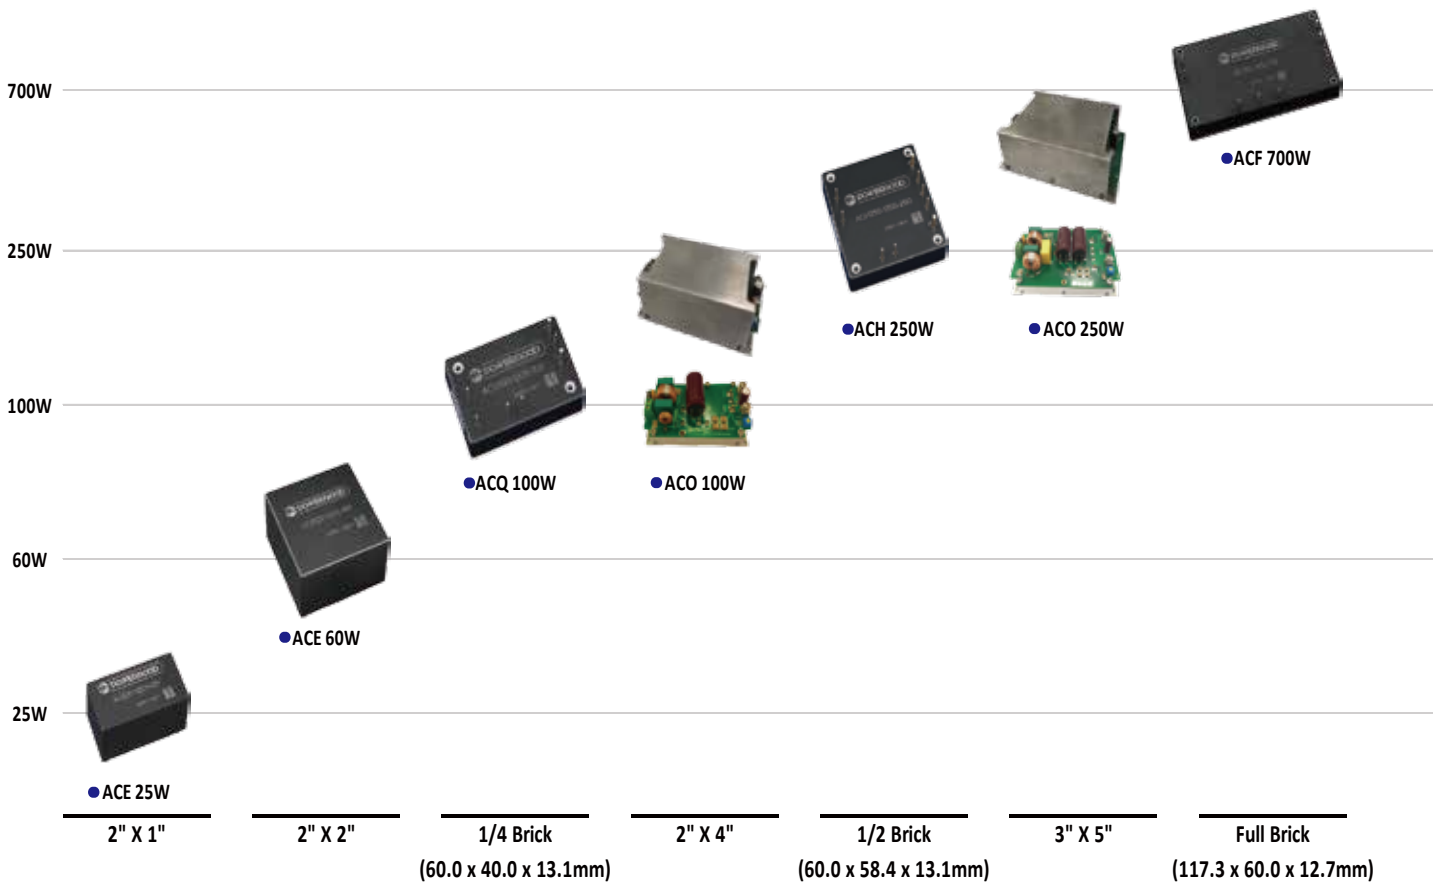 700W
ACF 700W
250W
ACH 250W
ACO 250W
100W
ACQ 100W
ACO 100W
60W
ACE 60W
25W
ACE 25W
2" X 1"
2" X 2"
1/4 Brick
(60.0 x 40.0 x 13.1mm)
2" X 4"
1/2 Brick
(60.0 x 58.4 x 13.1mm)
3" X 5"
Full Brick
(117.3 x 60.0 x 12.7mm)